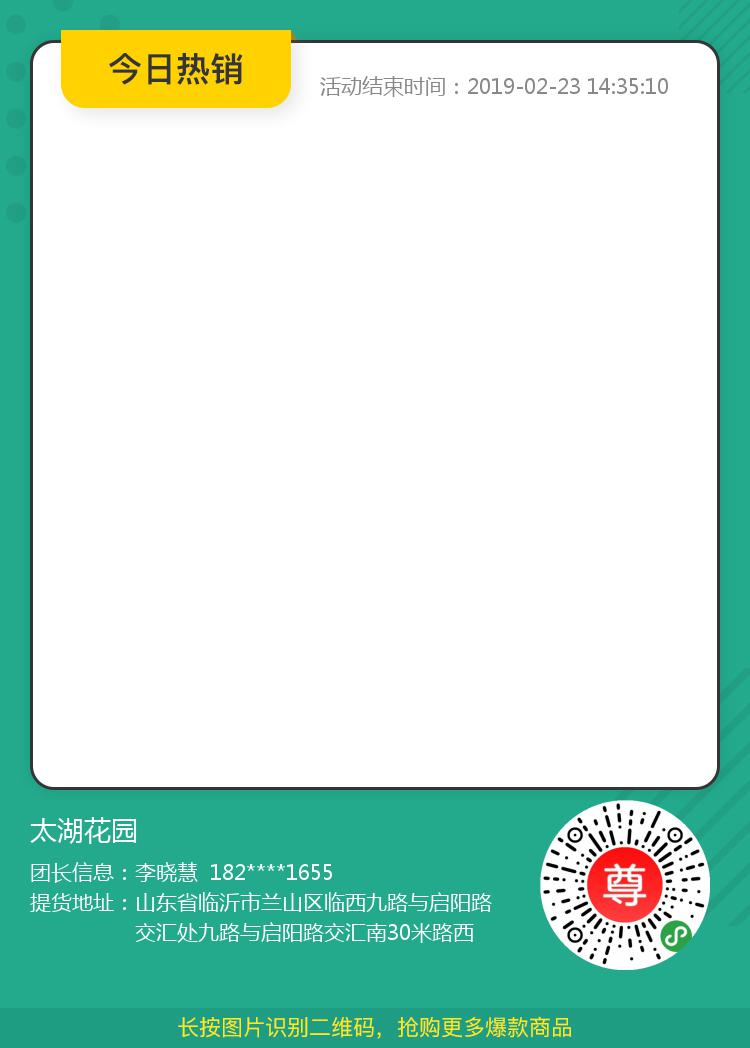 今日热销
活动结束时间：2019-02-23 14:35:10
太湖花园
团长信息：李晓慧 182****1655
提货地址：山东省临沂市兰山区临西九路与启阳路
交汇处九路与启阳路交汇南30米路西
尊
长按图片识别二维码，抢购更多爆款商品